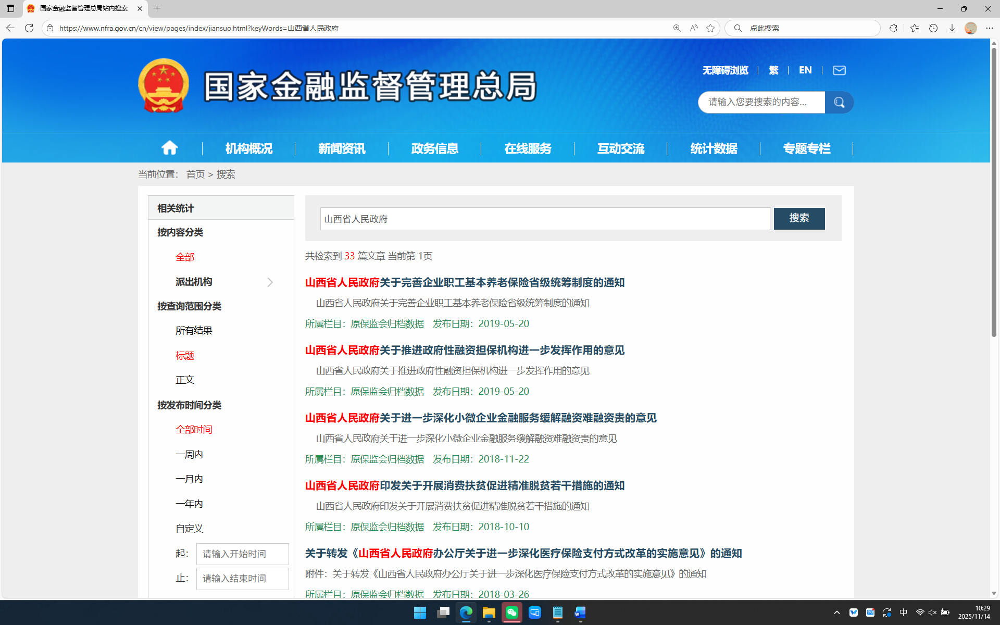 国家金融监督管理总局站内搜索
https://www.nfra.gov.cn/cn/view/pages/index/jiansuo.html?keyWords=山西省人民政府
点此搜索
国家金融监督管理总局
无障碍浏览 | 繁 | EN |
请输入您要搜索的内容...
机构概况 新闻资讯 政务信息 在线服务 互动交流 统计数据 专题专栏
当前位置： 首页 > 搜索
相关统计
按内容分类
全部
派出机构
按查询范围分类
所有结果
标题
正文
按发布时间分类
全部时间
一周内
一月内
一年内
自定义
起： 请输入开始时间
止： 请输入结束时间
山西省人民政府 搜索
共检索到 33 篇文章 当前第 1页
山西省人民政府关于完善企业职工基本养老保险省级统筹制度的通知
山西省人民政府关于完善企业职工基本养老保险省级统筹制度的通知
所属栏目：原保监会归档数据 发布日期：2019-05-20
山西省人民政府关于推进政府性融资担保机构进一步发挥作用的意见
山西省人民政府关于推进政府性融资担保机构进一步发挥作用的意见
所属栏目：原保监会归档数据 发布日期：2019-05-20
山西省人民政府关于进一步深化小微企业金融服务缓解融资难融资贵的意见
山西省人民政府关于进一步深化小微企业金融服务缓解融资难融资贵的意见
所属栏目：原保监会归档数据 发布日期：2018-11-22
山西省人民政府印发关于开展消费扶贫促进精准脱贫若干措施的通知
山西省人民政府印发关于开展消费扶贫促进精准脱贫若干措施的通知
所属栏目：原保监会归档数据 发布日期：2018-10-10
关于转发《山西省人民政府办公厅关于进一步深化医疗保险支付方式改革的实施意见》的通知
附件：关于转发《山西省人民政府办公厅关于进一步深化医疗保险支付方式改革的实施意见》的通知
所属栏目：原保监会归档数据 发布日期：2018-03-26
中
10:29
2025/11/14